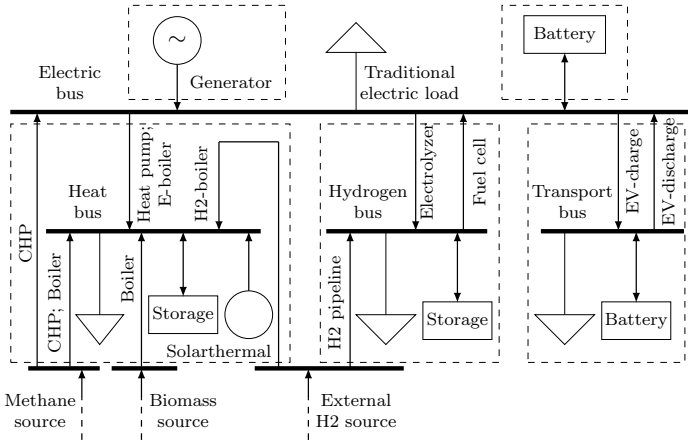 ~
Battery
Electric
bus
Generator
Traditional
electric load
Heat
bus
Heat pump;
E-boiler
H2-boiler
Hydrogen
bus
Electrolyzer
Fuel cell
Transport
bus
EV-charge
EV-discharge
CHP
CHP; Boiler
Boiler
Storage
Solarthermal
H2 pipeline
Storage
Battery
Methane
source
Biomass
source
External
H2 source